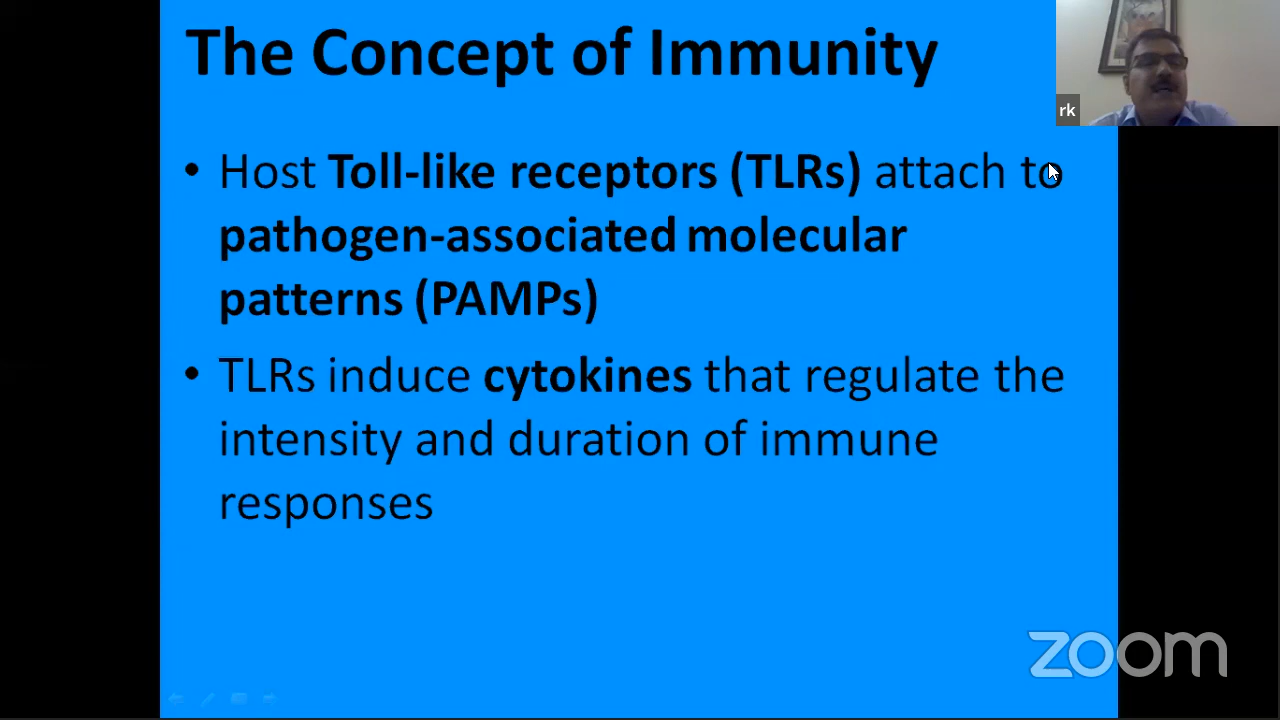 The Concept of Immunity
rk
• Host Toll-like receptors (TLRs) attach to
pathogen-associated molecular
patterns (PAMPs)
• TLRs induce cytokines that regulate the
intensity and duration of immune
responses
zoom